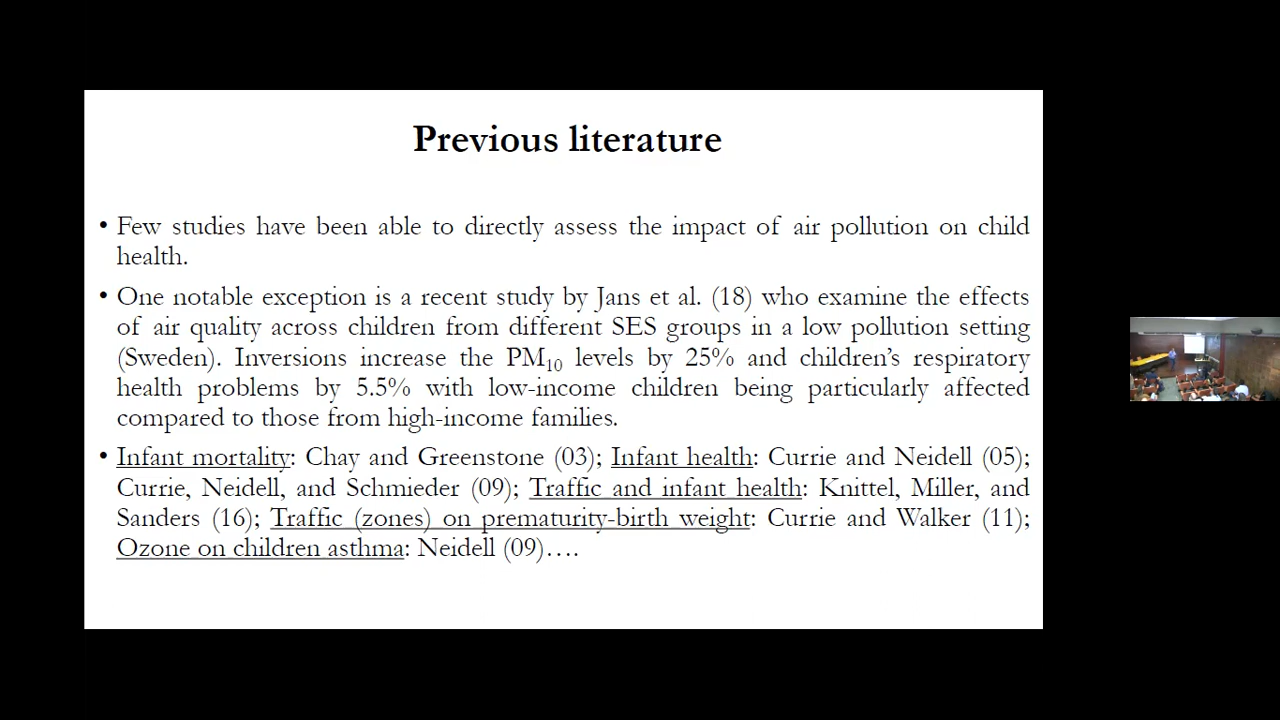 Previous literature
• Few studies have been able to directly assess the impact of air pollution on child
health.
• One notable exception is a recent study by Jans et al. (18) who examine the effects
of air quality across children from different SES groups in a low pollution setting
(Sweden). Inversions increase the PM10 levels by 25% and children’s respiratory
health problems by 5.5% with low-income children being particularly affected
compared to those from high-income families.
• Infant mortality: Chay and Greenstone (03); Infant health: Currie and Neidell (05);
Currie, Neidell, and Schmieder (09); Traffic and infant health: Knittel, Miller, and
Sanders (16); Traffic (zones) on prematurity-birth weight: Currie and Walker (11);
Ozone on children asthma: Neidell (09)….